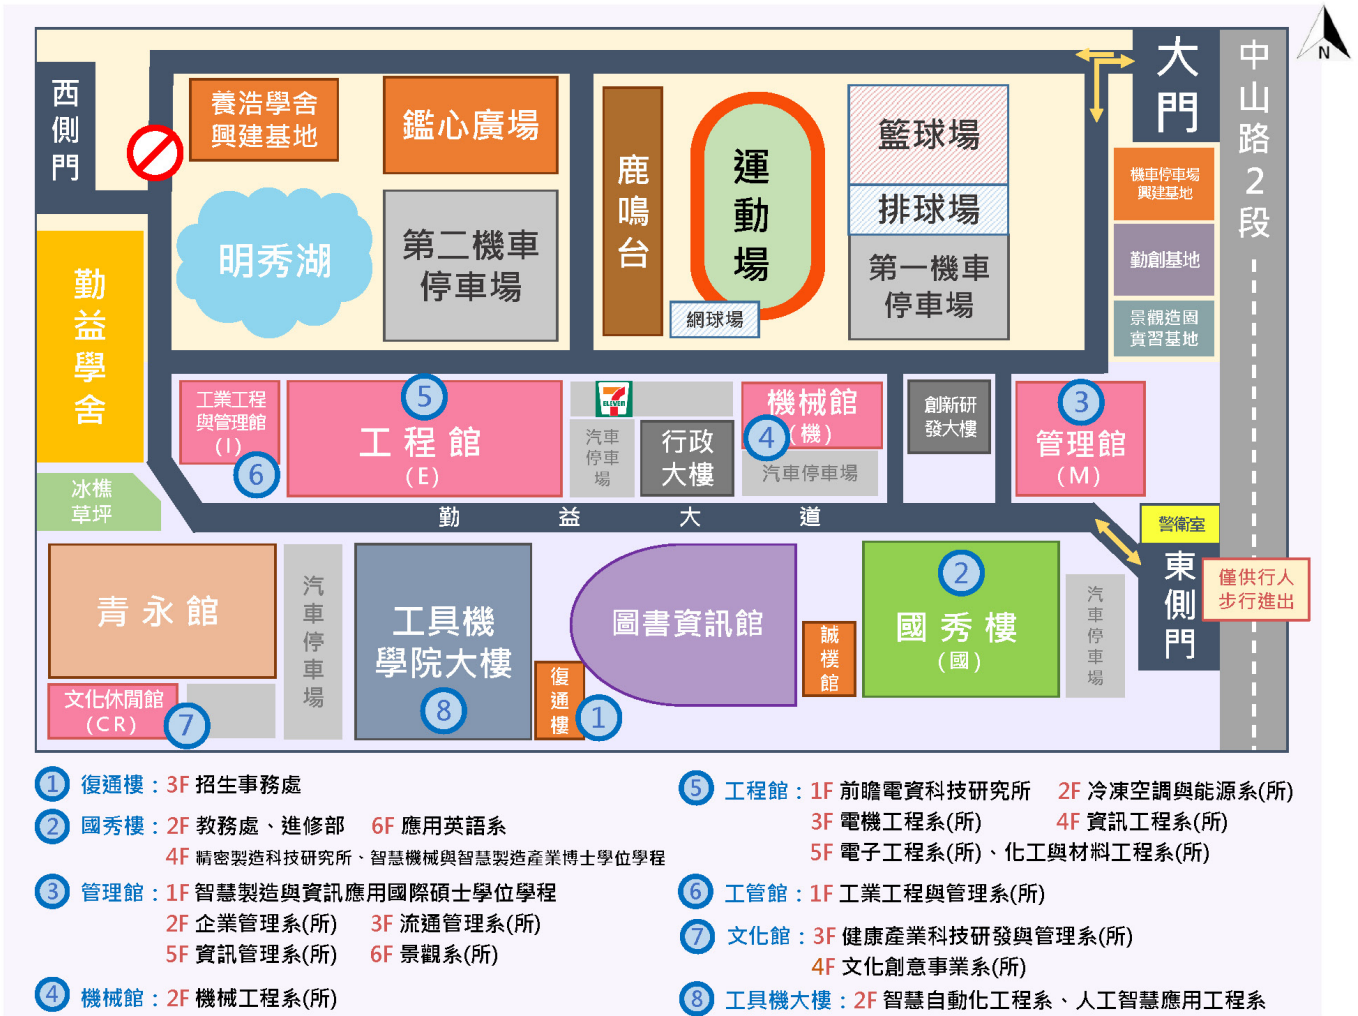 N
大門
中山路2段
西側門
養浩學舍
興建基地
鑑心廣場
鹿鳴台
運動場
籃球場
排球場
機車停車場
興建基地
勤創基地
景觀造園
實習基地
明秀湖
第二機車
停車場
第一機車
停車場
網球場
勤益學舍
工業工程
與管理館
(I)
6
5
工程館
(E)
7
ELEVEN
汽車
停車
場
行政
大樓
機械館
4
(機)
汽車停車場
創新研
發大樓
3
管理館
(M)
冰樵
草坪
勤益大道
警衛室
東側門
僅供行人
步行進出
青永館
汽車停車場
工具機
學院大樓
8
圖書資訊館
誠樸館
2
國秀樓
(國)
汽車停車場
文化休閒館
(CR)
7
復通樓
1
1 復通樓：3F 招生事務處
2 國秀樓：2F 教務處、進修部 6F 應用英語系
4F 精密製造科技研究所、智慧機械與智慧製造產業博士學位學程
3 管理館：1F 智慧製造與資訊應用國際碩士學位學程
2F 企業管理系(所) 3F 流通管理系(所)
5F 資訊管理系(所) 6F 景觀系(所)
4 機械館：2F 機械工程系(所)
5 工程館：1F 前瞻電資科技研究所 2F 冷凍空調與能源系(所)
3F 電機工程系(所) 4F 資訊工程系(所)
5F 電子工程系(所)、化工與材料工程系(所)
6 工管館：1F 工業工程與管理系(所)
7 文化館：3F 健康產業科技研發與管理系(所)
4F 文化創意事業系(所)
8 工具機大樓：2F 智慧自動化工程系、人工智慧應用工程系